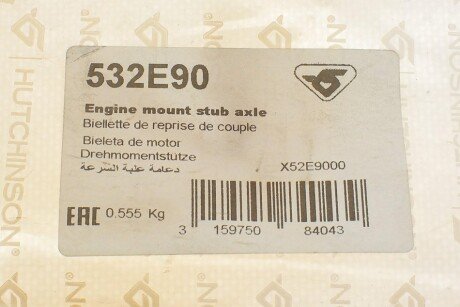 HUTCHINSON
532E90
Engine mount stub axle
Biellette de reprise de couple
Bieleta de motor
Drehmomentstütze
دعامة علبة السرعة
X52E9000
EAC 0.555 Kg
3 159750 84043